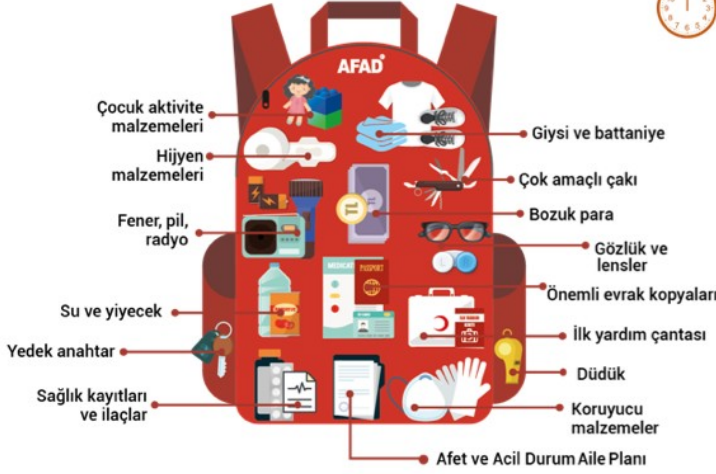 AFAD
Çocuk aktivite
malzemeleri
Hijyen
malzemeleri
Fener, pil,
radyo
Su ve yiyecek
Yedek anahtar
Sağlık kayıtları
ve ilaçlar
Giysi ve battaniye
Çok amaçlı çakı
Bozuk para
Gözlük ve
lensler
Önemli evrak kopyaları
İlk yardım çantası
Düdük
Koruyucu
malzemeler
Afet ve Acil Durum Aile Planı
PASSPORT
L